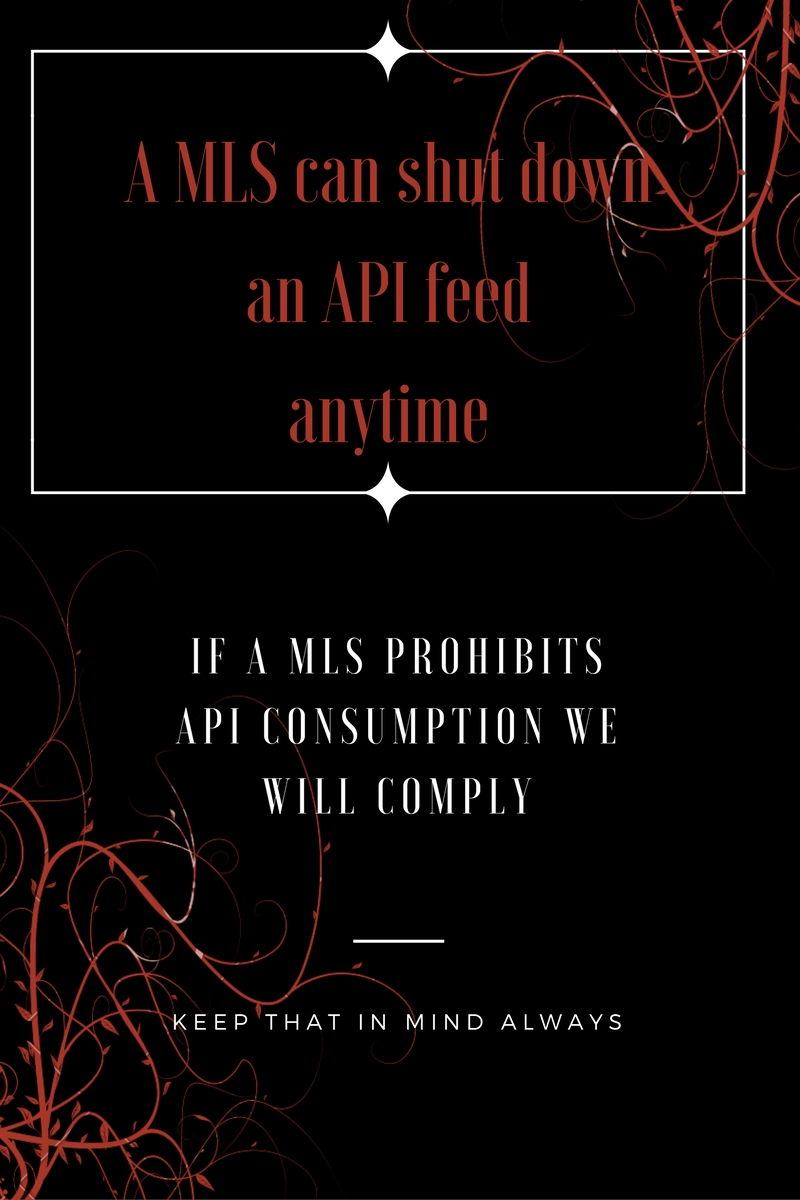 A MLS can shut down
an API feed
anytime
IF A MLS PROHIBITS
API CONSUMPTION WE
WILL COMPLY
KEEP THAT IN MIND ALWAYS